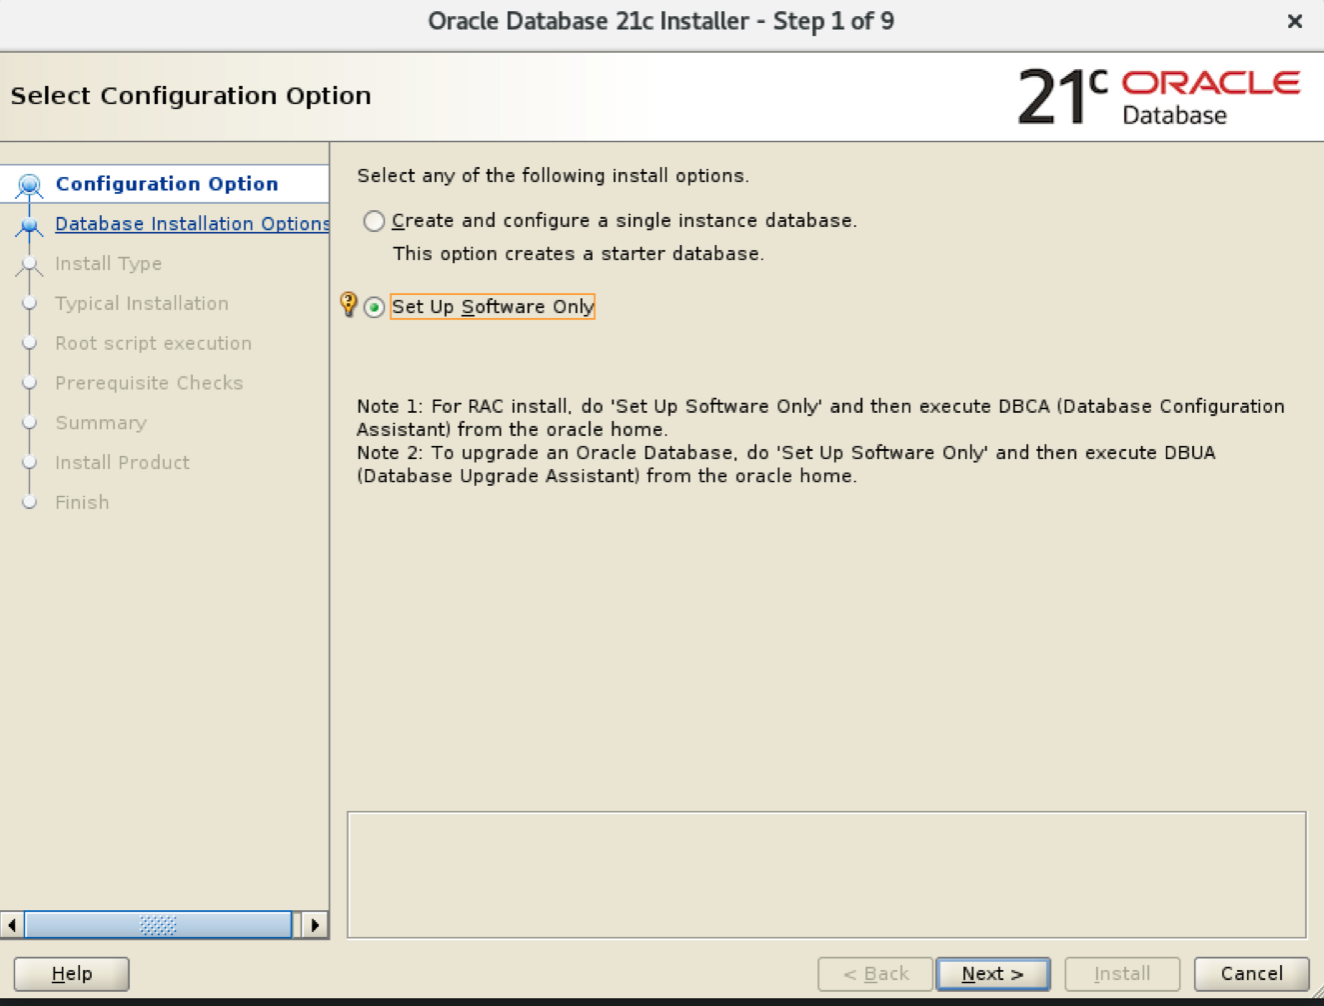 Oracle Database 21c Installer - Step 1 of 9
Select Configuration Option
21c ORACLE
Database
Configuration Option
Database Installation Options
Install Type
Typical Installation
Root script execution
Prerequisite Checks
Summary
Install Product
Finish
Select any of the following install options.
Create and configure a single instance database.
This option creates a starter database.
Set Up Software Only
Note 1: For RAC install, do 'Set Up Software Only' and then execute DBCA (Database Configuration
Assistant) from the oracle home.
Note 2: To upgrade an Oracle Database, do 'Set Up Software Only' and then execute DBUA
(Database Upgrade Assistant) from the oracle home.
Help
< Back
Next >
Install
Cancel